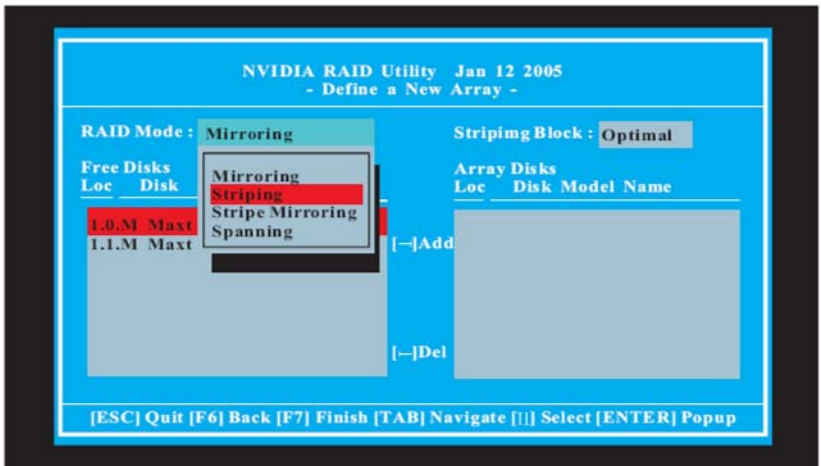 NVIDIA RAID Utility Jan 12 2005
- Define a New Array -
RAID Mode : Mirroring
Stripimg Block : Optimal
Free Disks
Loc Disk
Mirroring
Striping
Stripe Mirroring
Spanning
1.0.M Maxt
1.1.M Maxt
Array Disks
Loc Disk Model Name
[→]Add
[←]Del
[ESC] Quit [F6] Back [F7] Finish [TAB] Navigate [↑↓] Select [ENTER] Popup